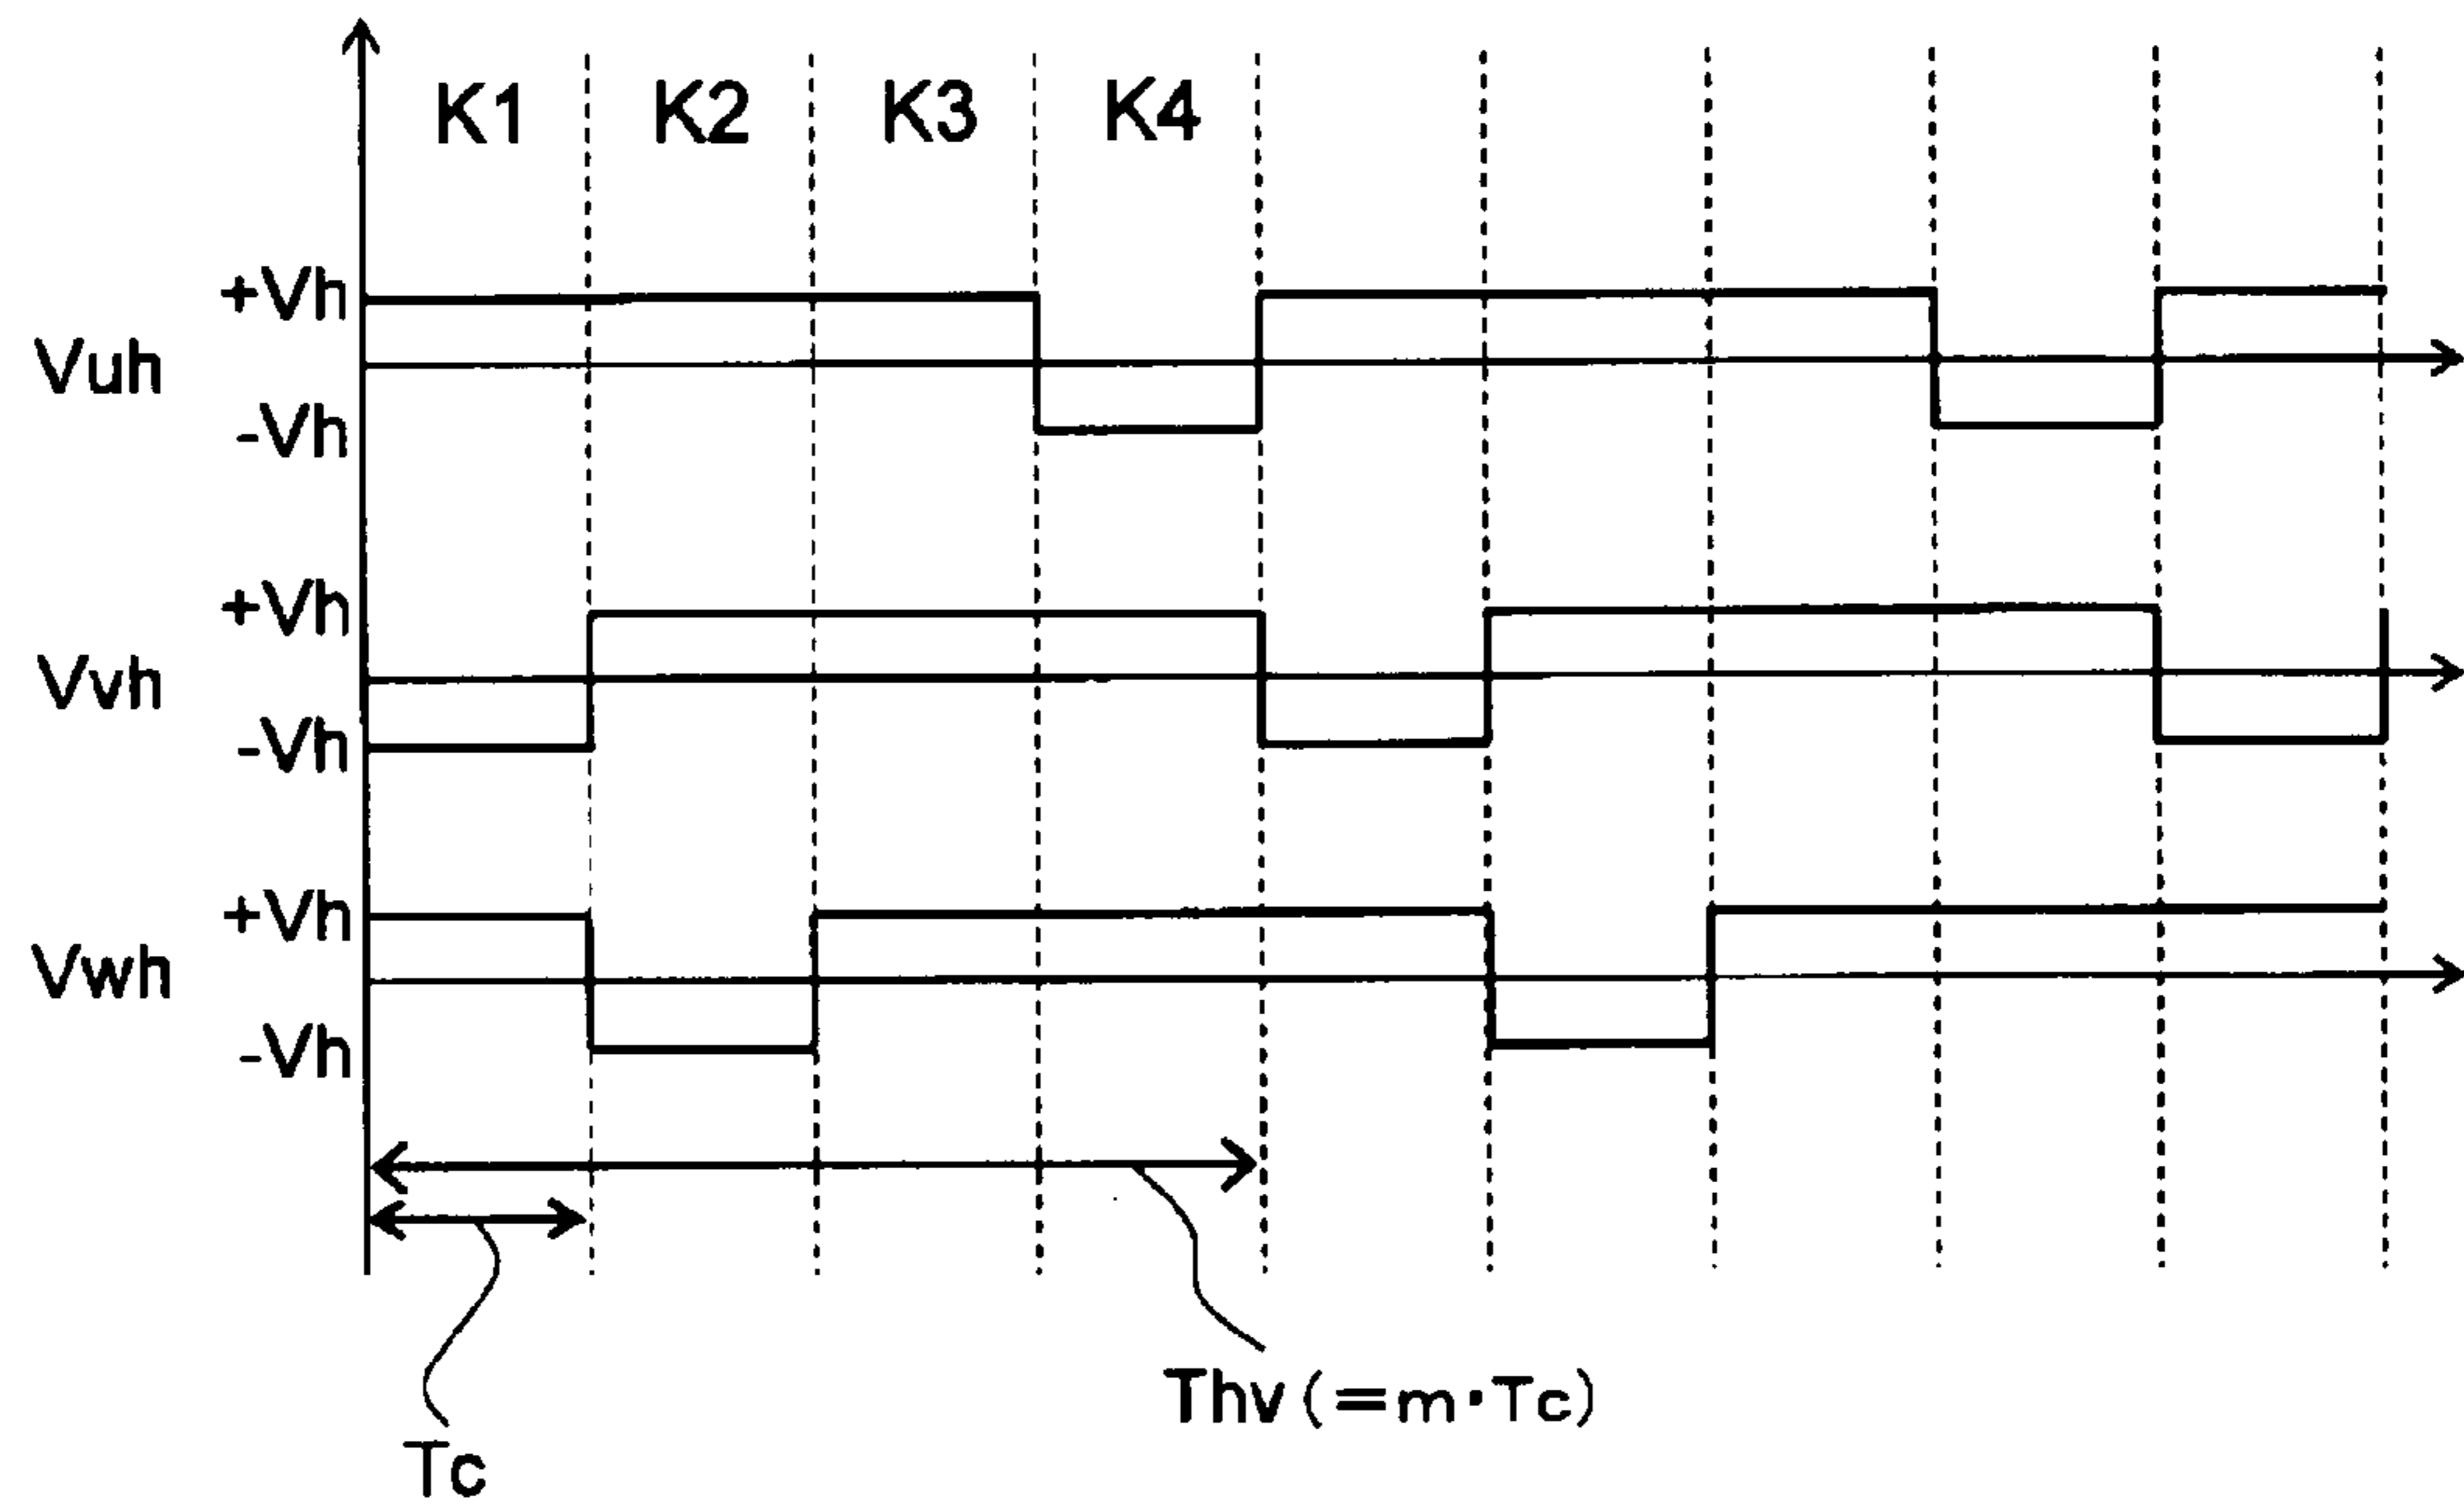 K1 K2 K3 K4
+Vh
Vuh
-Vh
+Vh
Vvh
-Vh
+Vh
Vwh
-Vh
Thv (=m·Tc)
Tc